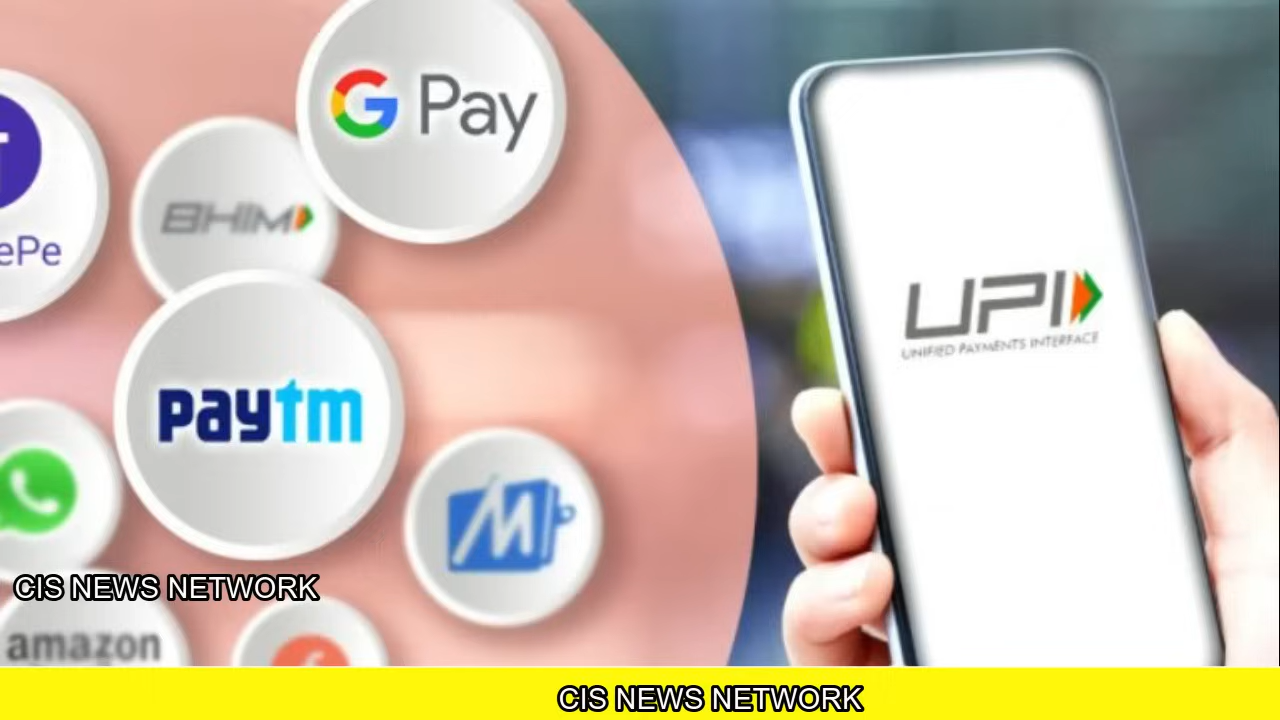 G Pay
BHIM
ePe
paytm
UPI
UNIFIED PAYMENTS INTERFACE
M
CIS NEWS NETWORK
amazon
CIS NEWS NETWORK